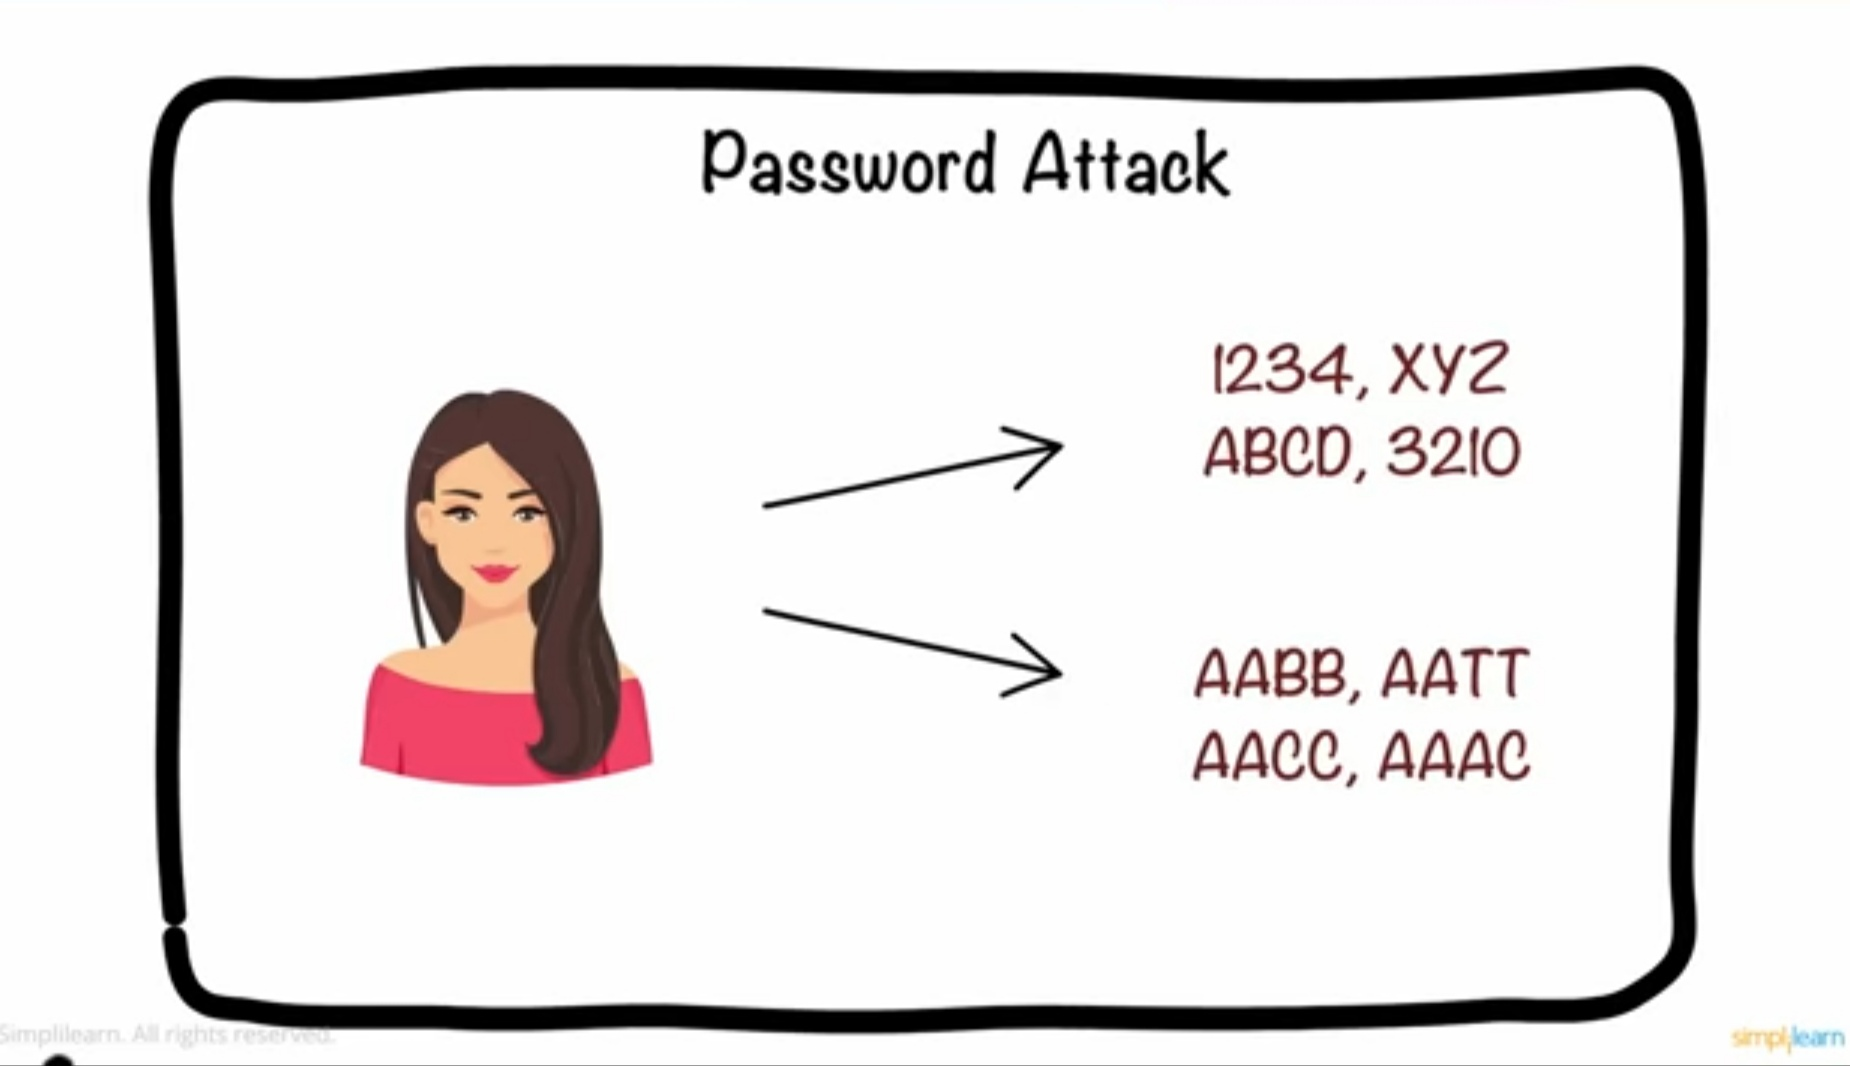 Password Attack
1234, XYZ
ABCD, 3210
AABB, AATT
AACC, AAAC
Simplilearn. All rights reserved.
simplilearn